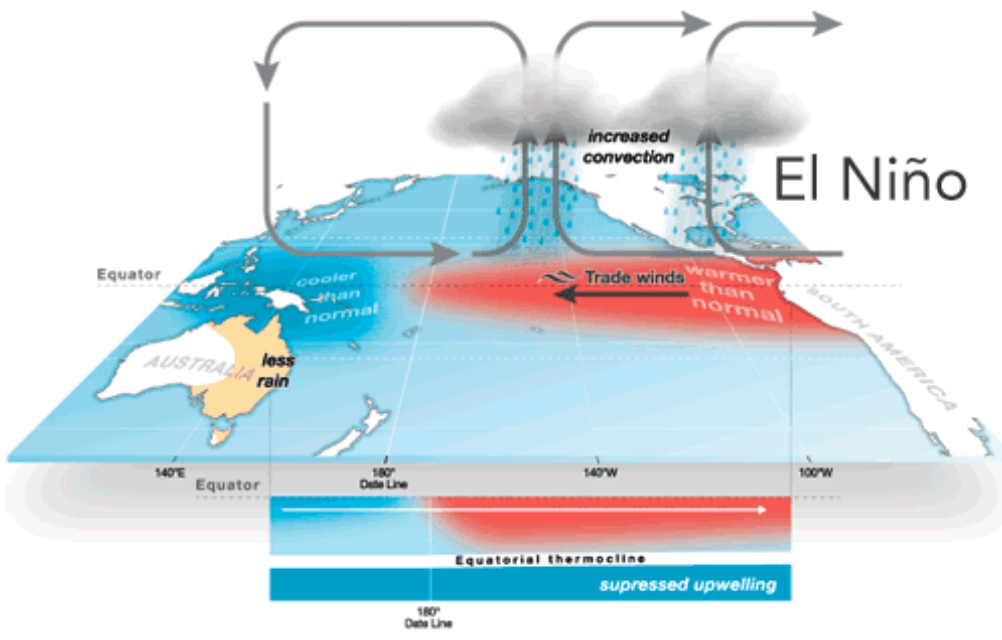 increased
convection
El Niño
Equator
cooler
than
normal
Trade winds
warmer
than
normal
SOUTH AMERICA
AUSTRALIA
less
rain
140°E
180°
Date Line
140°W
100°W
Equator
Equatorial thermocline
supressed upwelling
180°
Date Line